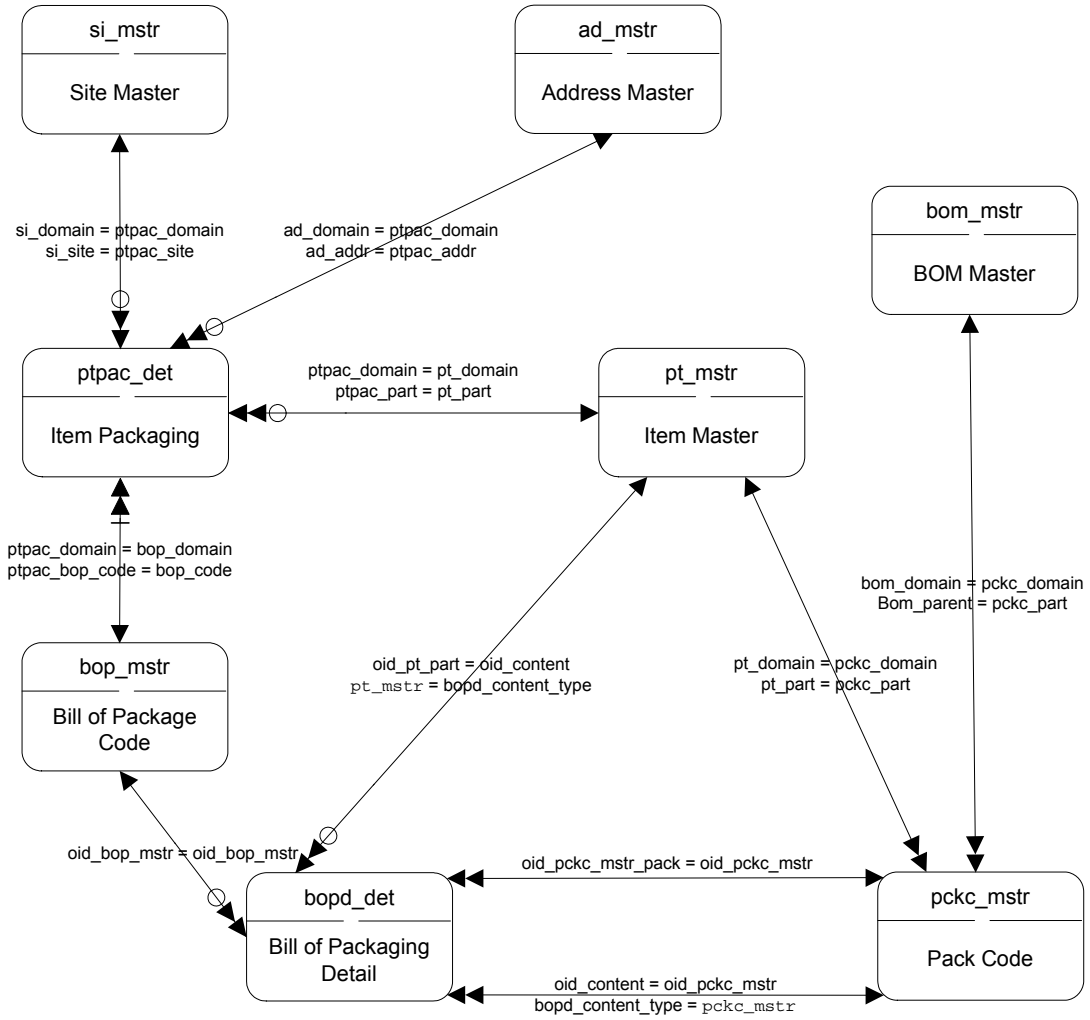 si_mstr
Site Master
ad_mstr
Address Master
si_domain = ptpac_domain
si_site = ptpac_site
ad_domain = ptpac_domain
ad_addr = ptpac_addr
bom_mstr
BOM Master
ptpac_det
Item Packaging
ptpac_domain = pt_domain
ptpac_part = pt_part
pt_mstr
Item Master
ptpac_domain = bop_domain
ptpac_bop_code = bop_code
bom_domain = pckc_domain
Bom_parent = pckc_part
bop_mstr
Bill of Package
Code
oid_pt_part = oid_content
pt_mstr = bopd_content_type
pt_domain = pckc_domain
pt_part = pckc_part
oid_bop_mstr = oid_bop_mstr
bopd_det
Bill of Packaging
Detail
oid_pckc_mstr_pack = oid_pckc_mstr
pckc_mstr
Pack Code
oid_content = oid_pckc_mstr
bopd_content_type = pckc_mstr